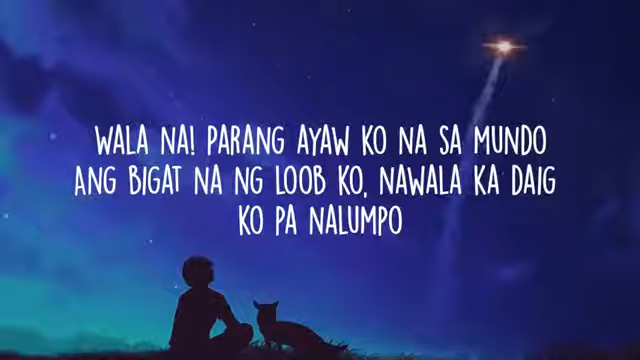 WALA NA! PARANG AYAW KO NA SA MUNDO
ANG BIGAT NA NG LOOB KO, NAWALA KA DAIG
KO PA NALUMPO